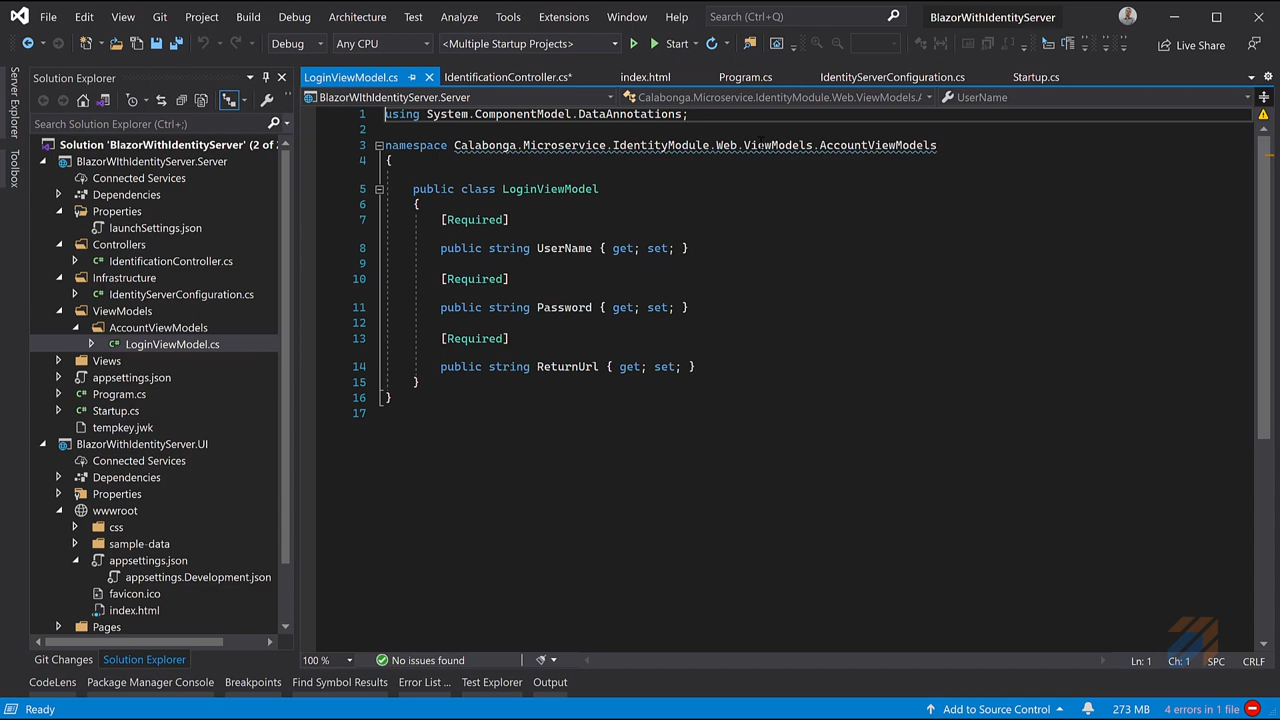 File Edit View Git Project Build Debug Architecture Test Analyze Tools Extensions Window Help Search (Ctrl+Q) BlazorWithIdentityServer
Debug Any CPU <Multiple Startup Projects> Start Live Share
Server Explorer
Toolbox
Solution Explorer
Search Solution Explorer (Ctrl+;)
Solution 'BlazorWithIdentityServer' (2 of 2
BlazorWIthIdentityServer.Server
Connected Services
Dependencies
Properties
launchSettings.json
Controllers
IdentificationController.cs
Infrastructure
IdentityServerConfiguration.cs
ViewModels
AccountViewModels
LoginViewModel.cs
Views
appsettings.json
Program.cs
Startup.cs
tempkey.jwk
BlazorWithIdentityServer.UI
Connected Services
Dependencies
Properties
wwwroot
css
sample-data
appsettings.json
appsettings.Development.json
favicon.ico
index.html
Pages
Git Changes Solution Explorer
LoginViewModel.cs IdentificationController.cs* index.html Program.cs IdentityServerConfiguration.cs Startup.cs
BlazorWIthIdentityServer.Server Calabonga.Microservice.IdentityModule.Web.ViewModels.A UserName
1 using System.ComponentModel.DataAnnotations;
2
3 namespace Calabonga.Microservice.IdentityModule.Web.ViewModels.AccountViewModels
4 {
5 public class LoginViewModel
6 {
7 [Required]
8 public string UserName { get; set; }
9
10 [Required]
11 public string Password { get; set; }
12
13 [Required]
14 public string ReturnUrl { get; set; }
15 }
16 }
17
100 % No issues found Ln: 1 Ch: 1 SPC CRLF
CodeLens Package Manager Console Breakpoints Find Symbol Results Error List ... Test Explorer Output
Ready Add to Source Control 273 MB 4 errors in 1 file